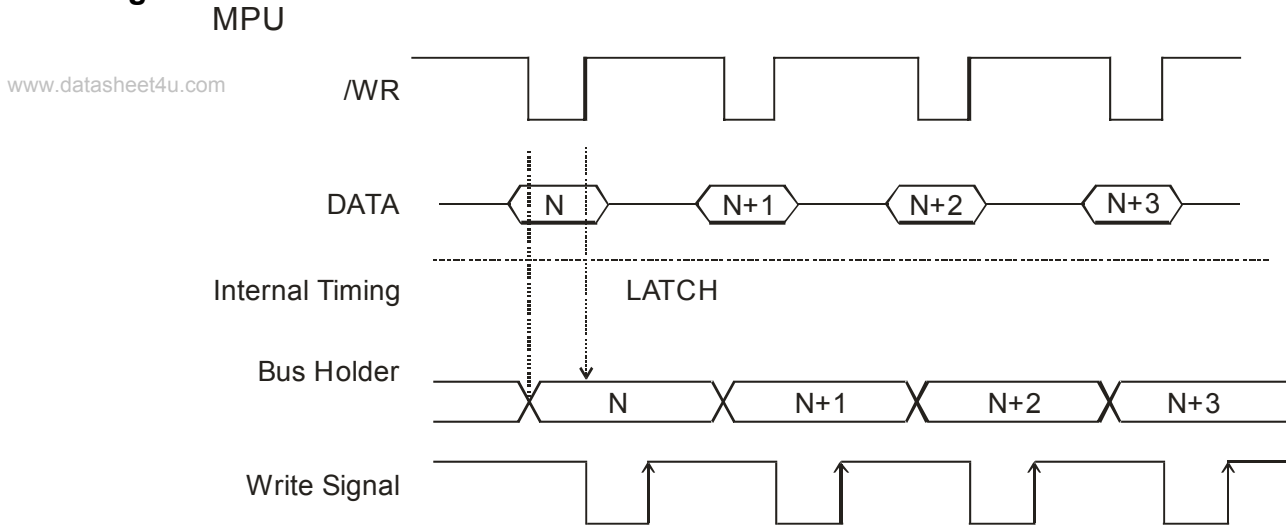 MPU
www.datasheet4u.com
/WR
DATA
N
N+1
N+2
N+3
Internal Timing
LATCH
Bus Holder
N
N+1
N+2
N+3
Write Signal